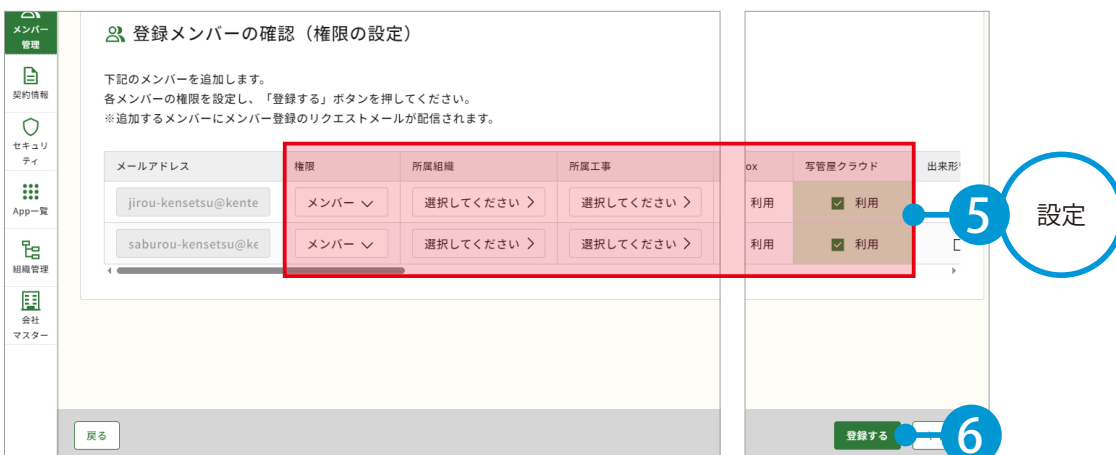 メンバー
管理
契約情報
セキュリ
ティ
App一覧
組織管理
会社
マスター
登録メンバーの確認（権限の設定）
下記のメンバーを追加します。
各メンバーの権限を設定し、「登録する」ボタンを押してください。
※追加するメンバーにメンバー登録のリクエストメールが配信されます。
メールアドレス 権限 所属組織 所属工事 ox 写管屋クラウド 出来形
jirou-kensetsu@kente メンバー 選択してください 選択してください 利用 利用
saburou-kensetsu@ke メンバー 選択してください 選択してください 利用 利用
5 設定
戻る 登録する 6